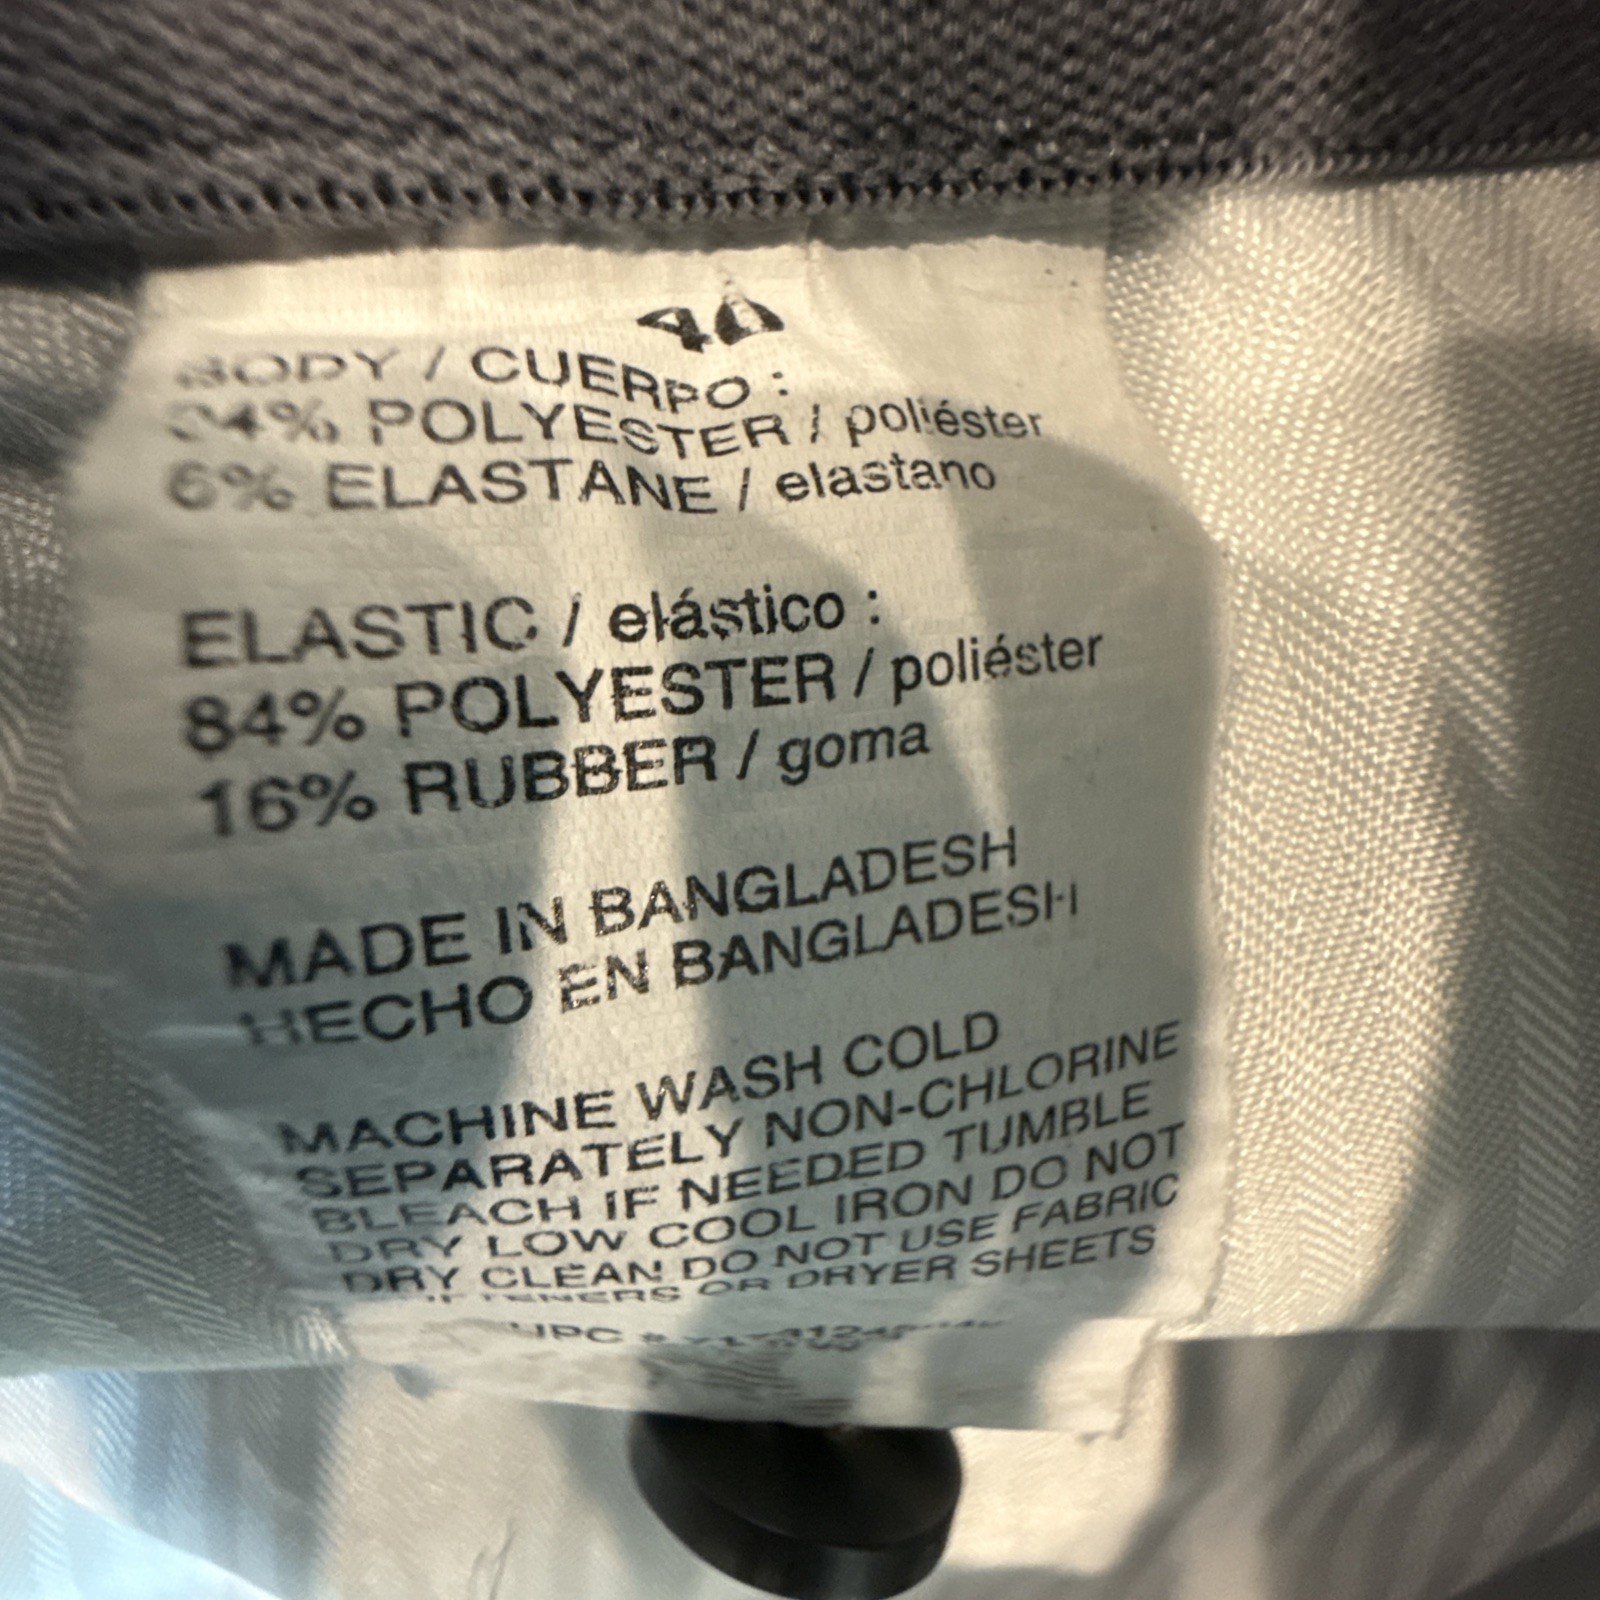 40
BODY / CUERPO :
94% POLYESTER / poliéster
6% ELASTANE / elastano
ELASTIC / elástico :
84% POLYESTER / poliéster
16% RUBBER / goma
MADE IN BANGLADESH
HECHO EN BANGLADESH
MACHINE WASH COLD
SEPARATELY NON-CHLORINE
BLEACH IF NEEDED TUMBLE
DRY LOW COOL IRON DO NOT
DRY CLEAN DO NOT USE FABRIC
SOFTENERS OR DRYER SHEETS
UPC #